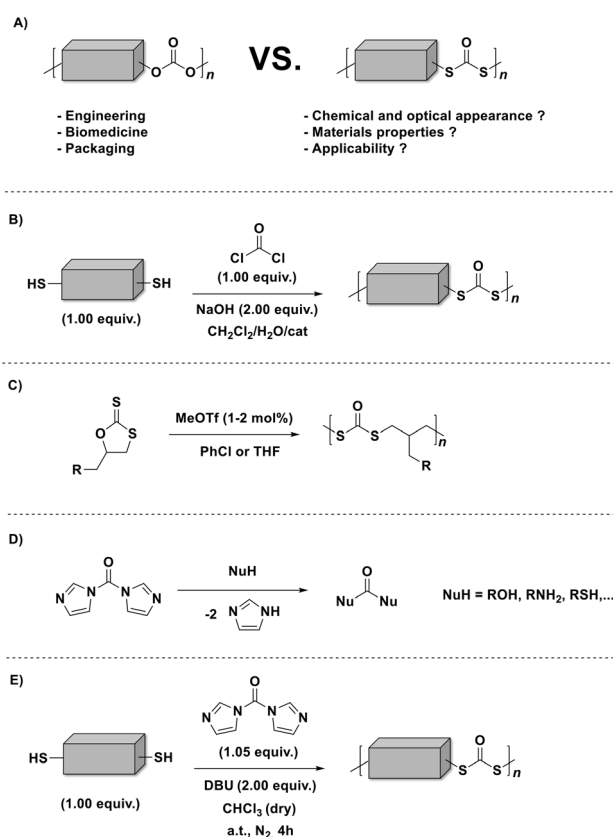 A)
O
O O n
VS.
O
S S n
- Engineering
- Biomedicine
- Packaging
- Chemical and optical appearance ?
- Materials properties ?
- Applicability ?
B)
HS SH
(1.00 equiv.)
O
Cl Cl
(1.00 equiv.)
NaOH (2.00 equiv.)
CH2Cl2/H2O/cat
O
S S n
C)
S
O S
R
MeOTf (1-2 mol%)
PhCl or THF
O
S S n
R
D)
O
N N N N
NuH
-2 N NH
O
Nu Nu
NuH = ROH, RNH2, RSH,...
E)
HS SH
(1.00 equiv.)
O
N N N N
(1.05 equiv.)
DBU (2.00 equiv.)
CHCl3 (dry)
a.t., N2, 4h
O
S S n